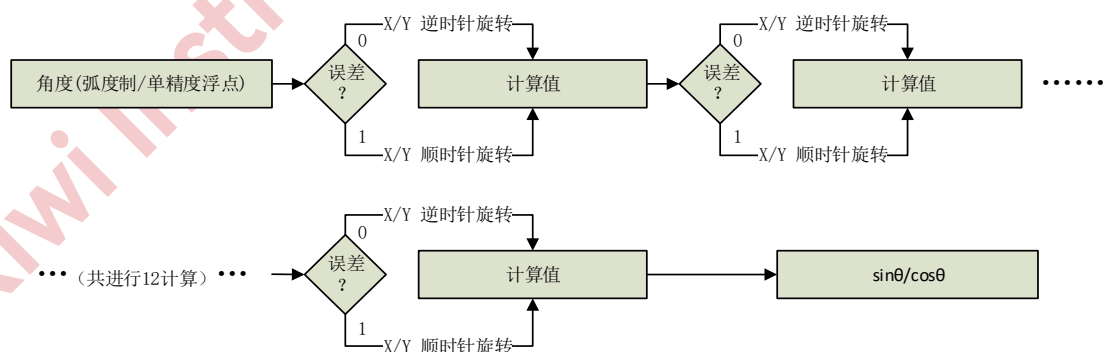 X/Y 逆时针旋转
X/Y 逆时针旋转
0
0
角度(弧度制/单精度浮点)
误差
?
计算值
误差
?
计算值
······
1
1
X/Y 顺时针旋转
X/Y 顺时针旋转
X/Y 逆时针旋转
0
···（共进行12计算）···
误差
?
计算值
sinθ/cosθ
1
X/Y 顺时针旋转